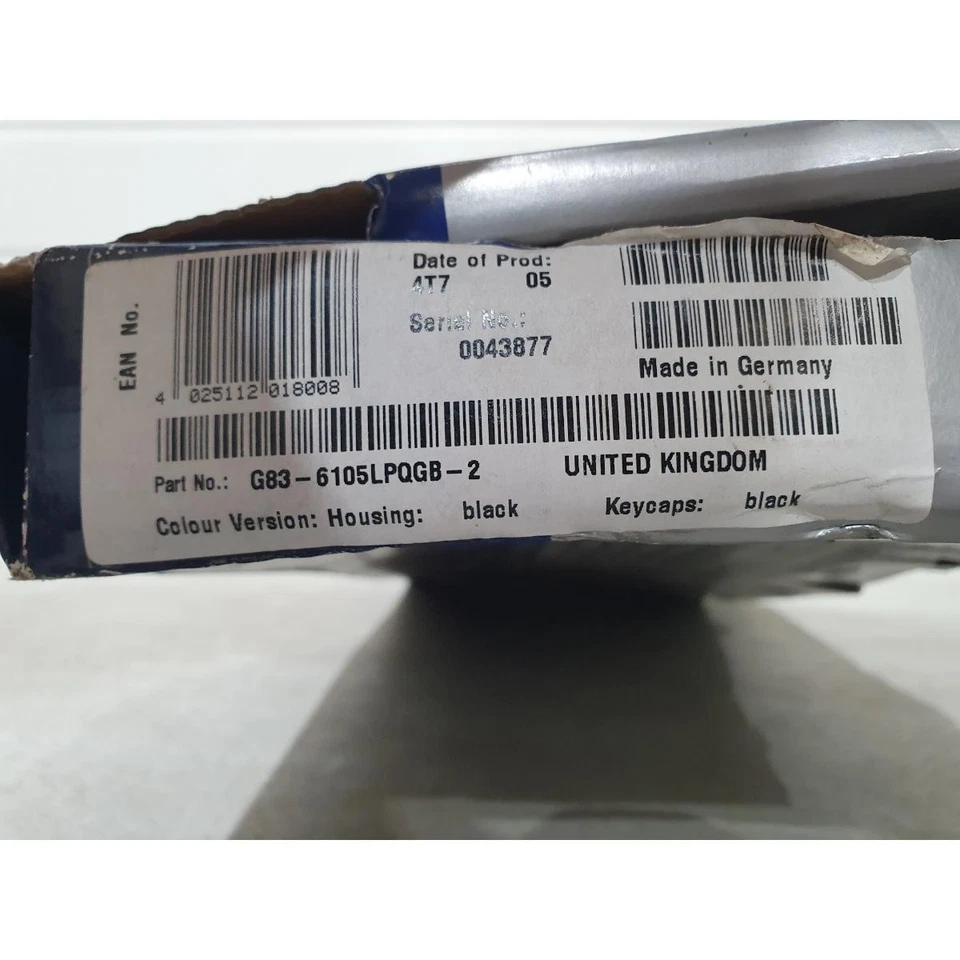 EAN No.
4 025112 018008
Date of Prod:
4T7 05
Serial No.:
0043877
Made in Germany
Part No.: G83-6105LPQGB-2 UNITED KINGDOM
Colour Version: Housing: black Keycaps: black